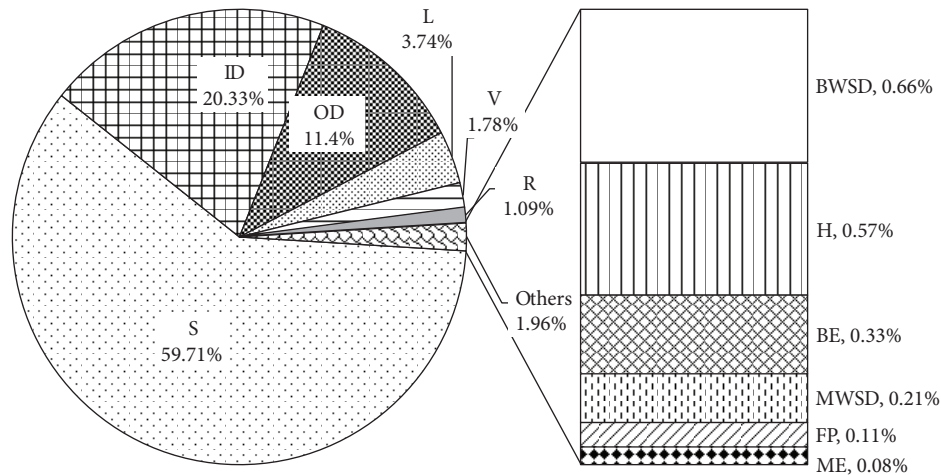 ID
20.33%
OD
11.4%
L
3.74%
V
1.78%
R
1.09%
Others
1.96%
S
59.71%
BWSD, 0.66%
H, 0.57%
BE, 0.33%
MWSD, 0.21%
FP, 0.11%
ME, 0.08%